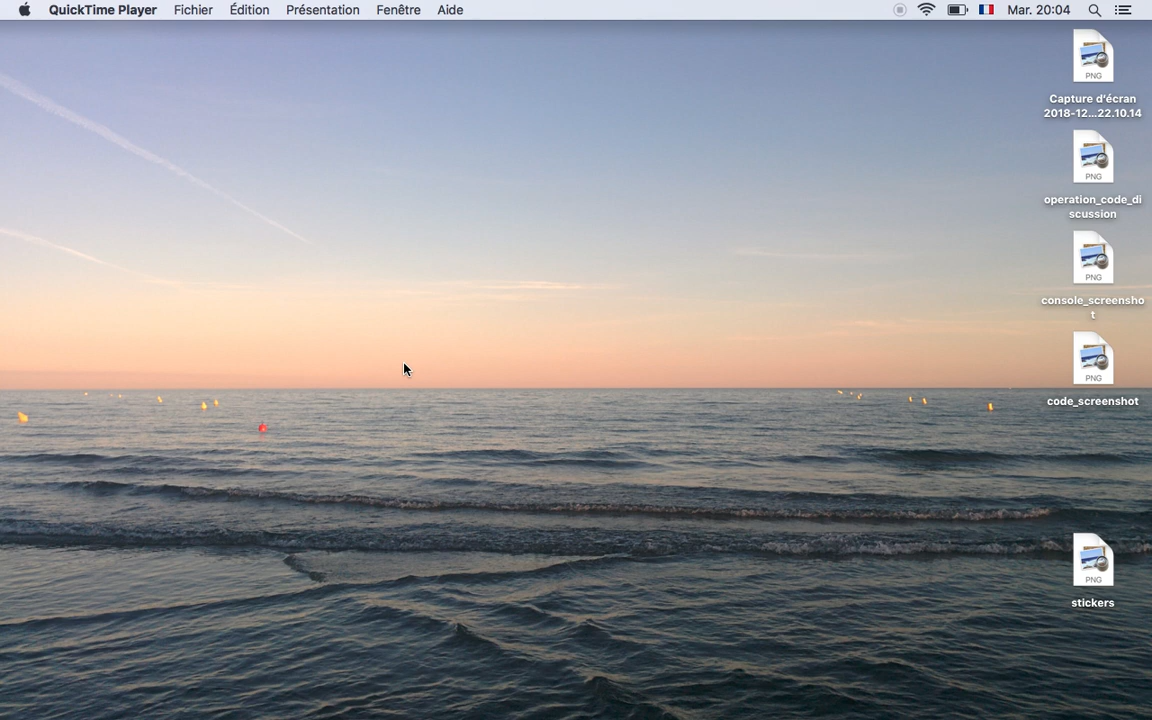 QuickTime Player Fichier Édition Présentation Fenêtre Aide Mar. 20:04
PNG
Capture d'écran
2018-12...22.10.14
PNG
operation_code_di
scussion
PNG
console_screensho
t
PNG
code_screenshot
PNG
stickers